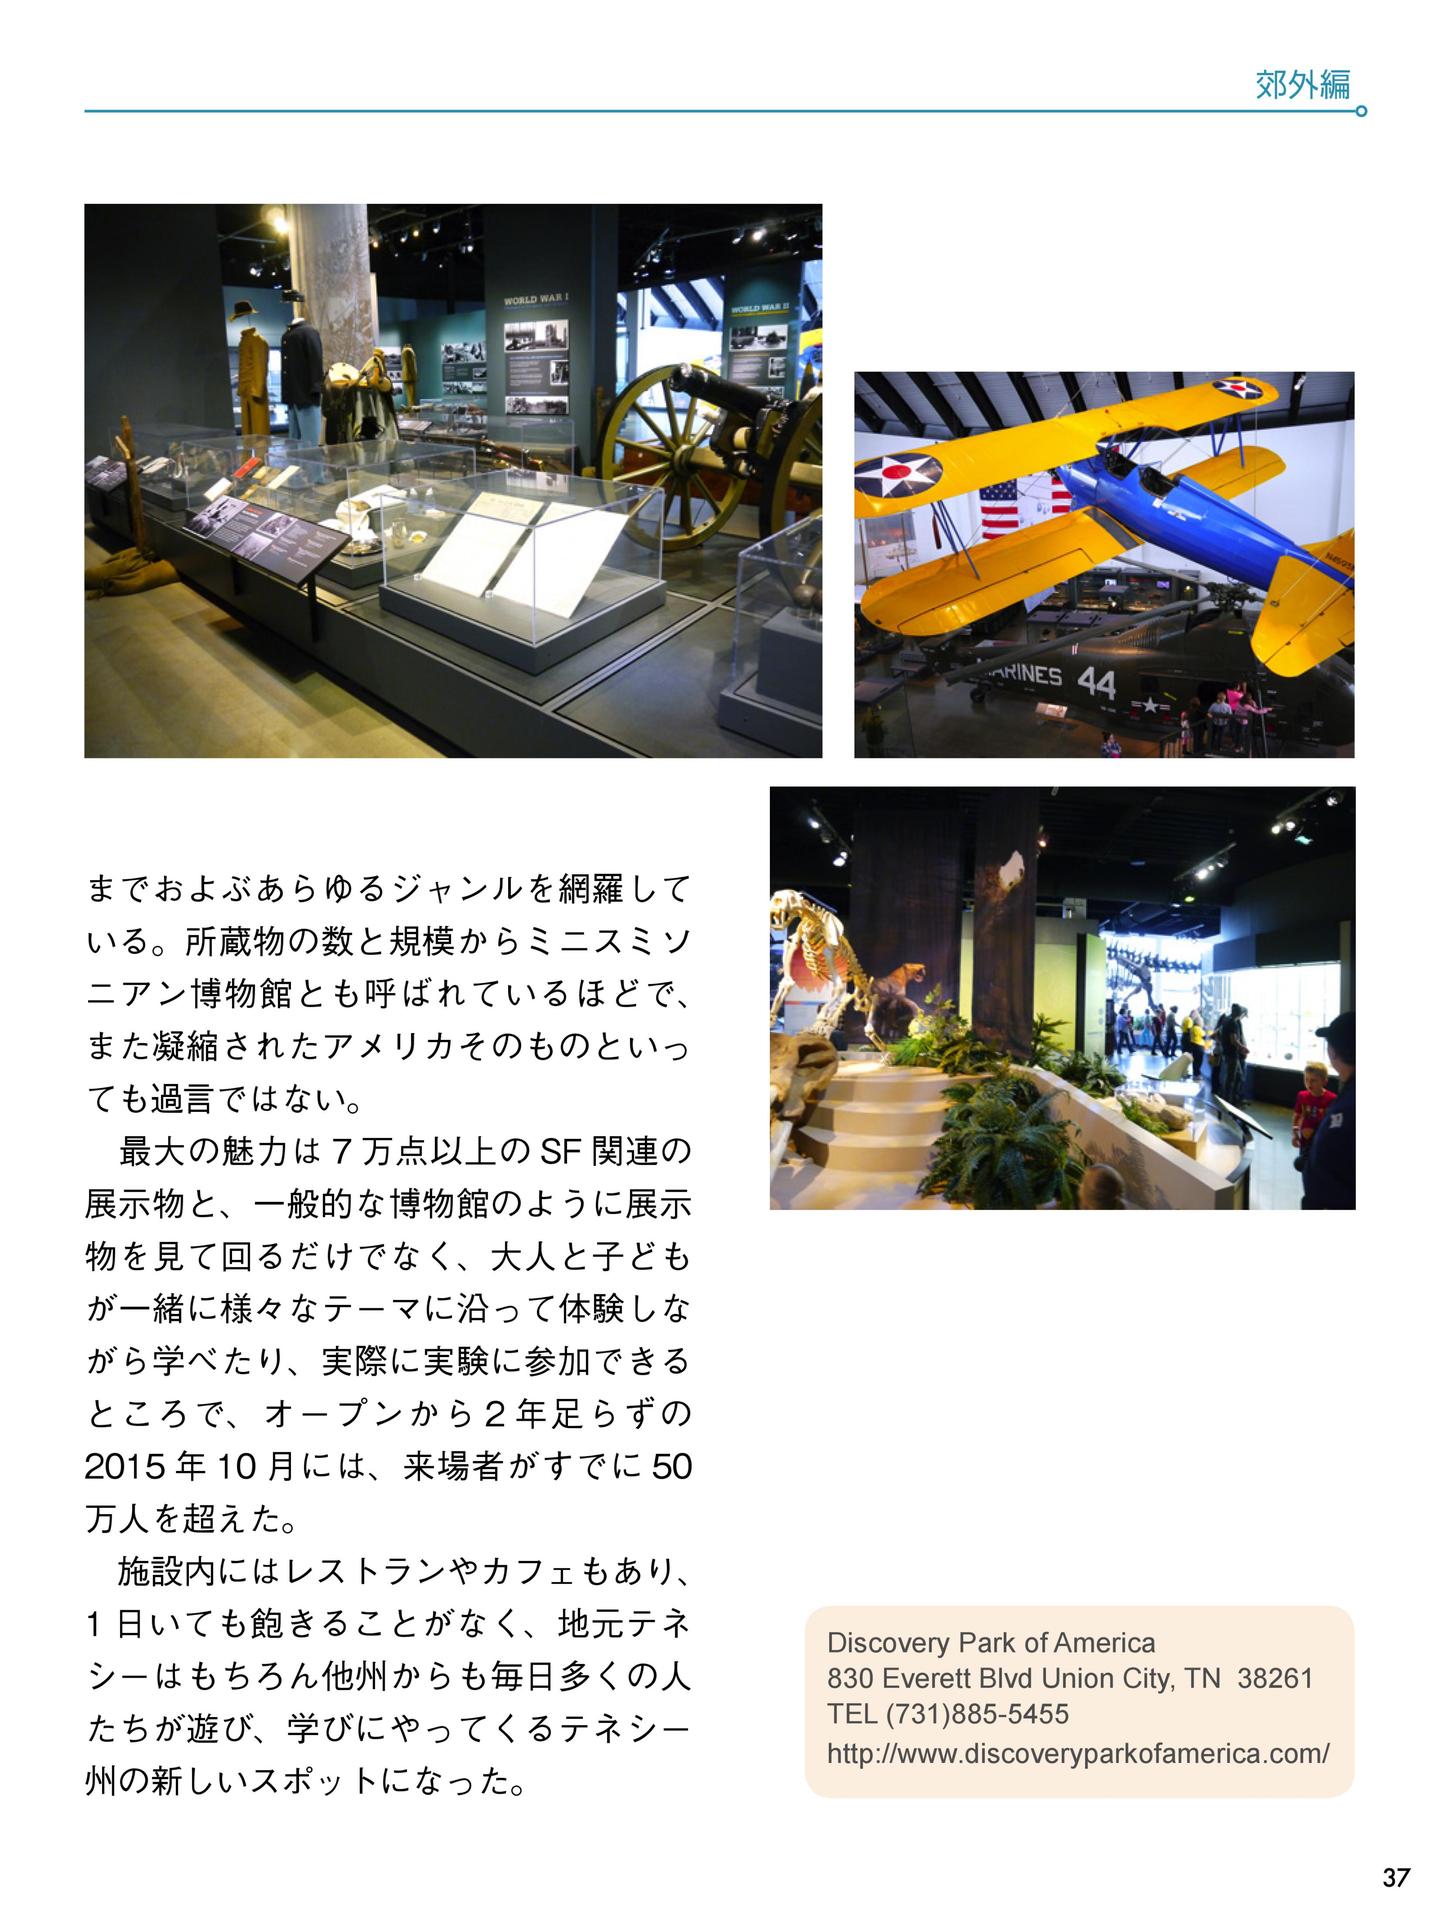 郊外編
WORLD WAR I
WORLD WAR II
ARINES 44
までおよぶあらゆるジャンルを網羅して
いる。所蔵物の数と規模からミニスミソ
ニアン博物館とも呼ばれているほどで、
また凝縮されたアメリカそのものといっ
ても過言ではない。
最大の魅力は 7 万点以上の SF 関連の
展示物と、一般的な博物館のように展示
物を見て回るだけでなく、大人と子ども
が一緒に様々なテーマに沿って体験しな
がら学べたり、実際に実験に参加できる
ところで、オープンから 2 年足らずの
2015 年 10 月には、来場者がすでに 50
万人を超えた。
施設内にはレストランやカフェもあり、
1 日いても飽きることがなく、地元テネ
シーはもちろん他州からも毎日多くの人
たちが遊び、学びにやってくるテネシー
州の新しいスポットになった。
Discovery Park of America
830 Everett Blvd Union City, TN 38261
TEL (731)885-5455
http://www.discoveryparkofamerica.com/
37